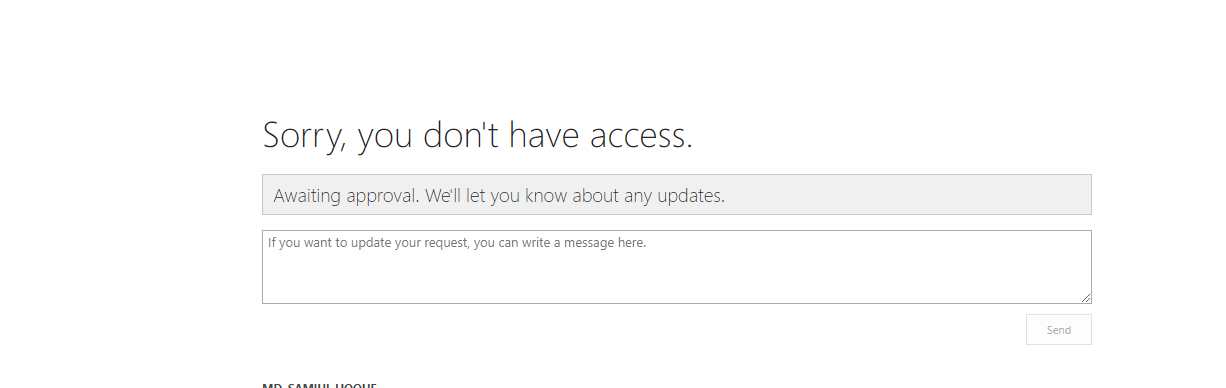 Sorry, you don't have access.
Awaiting approval. We'll let you know about any updates.
If you want to update your request, you can write a message here.
Send
MD. SAMIUL HOQUE